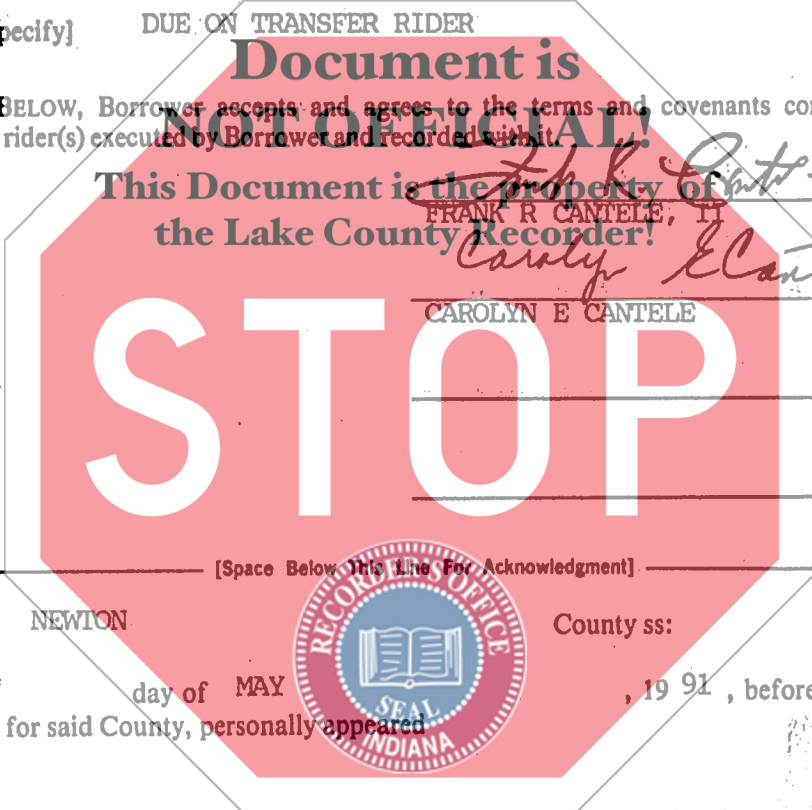 pecify] DUE ON TRANSFER RIDER
Document is
BELOW, Borrower accepts and agrees to the terms and covenants co
NOT OFFICIAL!
rider(s) executed by Borrower and recorded with it.
This Document is the property of
FRANK R CANTELE, II
the Lake County Recorder!
Carolyn E Can
CAROLYN E CANTELE
STOP
[Space Below This Line For Acknowledgment]
RECORDER'S OFFICE
NEWTON County ss:
day of MAY , 19 91 , before
SEAL
for said County, personally appeared
INDIANA